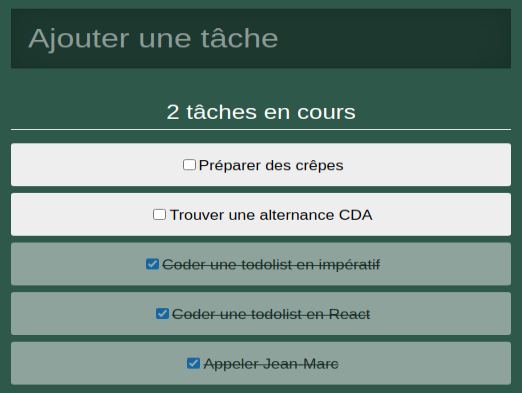 Ajouter une tâche
2 tâches en cours
Préparer des crêpes
Trouver une alternance CDA
Coder une todolist en impératif
Coder une todolist en React
Appeler Jean-Marc